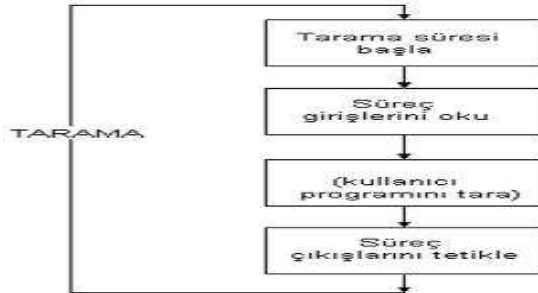 Tarama süresi
başla
Süreç
girişlerini oku
TARAMA
(kullanıcı
programını tara)
Süreç
çıkışlarını tetikle